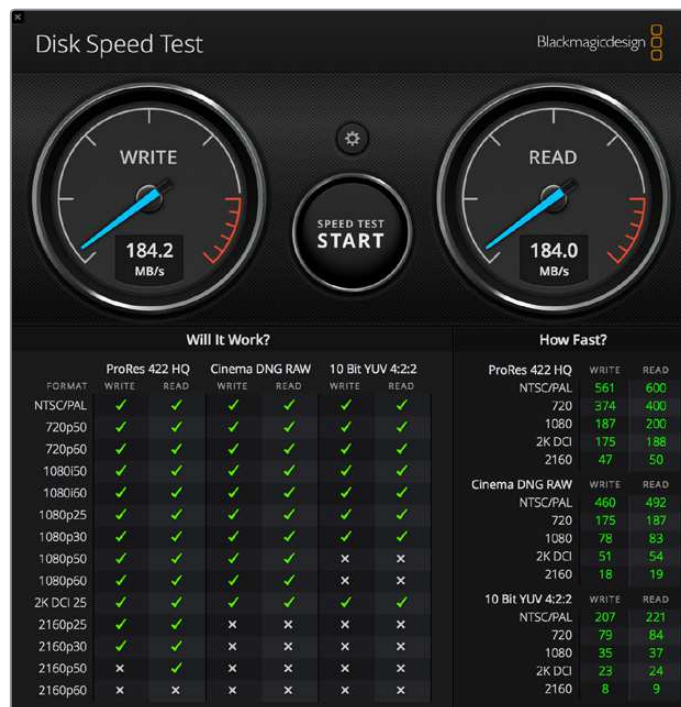 Disk Speed Test
Blackmagicdesign
WRITE
184.2
MB/s
SPEED TEST
START
READ
184.0
MB/s
Will It Work?
ProRes 422 HQ Cinema DNG RAW 10 Bit YUV 4:2:2
FORMAT WRITE READ WRITE READ WRITE READ
NTSC/PAL ✓ ✓ ✓ ✓ ✓ ✓
720p50 ✓ ✓ ✓ ✓ ✓ ✓
720p60 ✓ ✓ ✓ ✓ ✓ ✓
1080i50 ✓ ✓ ✓ ✓ ✓ ✓
1080i60 ✓ ✓ ✓ ✓ ✓ ✓
1080p25 ✓ ✓ ✓ ✓ ✓ ✓
1080p30 ✓ ✓ ✓ ✓ ✓ ✓
1080p50 ✓ ✓ ✓ ✓ × ×
1080p60 ✓ ✓ ✓ ✓ × ×
2K DCI 25 ✓ ✓ ✓ ✓ ✓ ✓
2160p25 ✓ ✓ × × × ×
2160p30 ✓ ✓ × × × ×
2160p50 × ✓ × × × ×
2160p60 × × × × × ×
How Fast?
ProRes 422 HQ WRITE READ
NTSC/PAL 561 600
720 374 400
1080 187 200
2K DCI 175 188
2160 47 50
Cinema DNG RAW WRITE READ
NTSC/PAL 460 492
720 175 187
1080 78 83
2K DCI 51 54
2160 18 19
10 Bit YUV 4:2:2 WRITE READ
NTSC/PAL 207 221
720 79 84
1080 35 37
2K DCI 23 24
2160 8 9